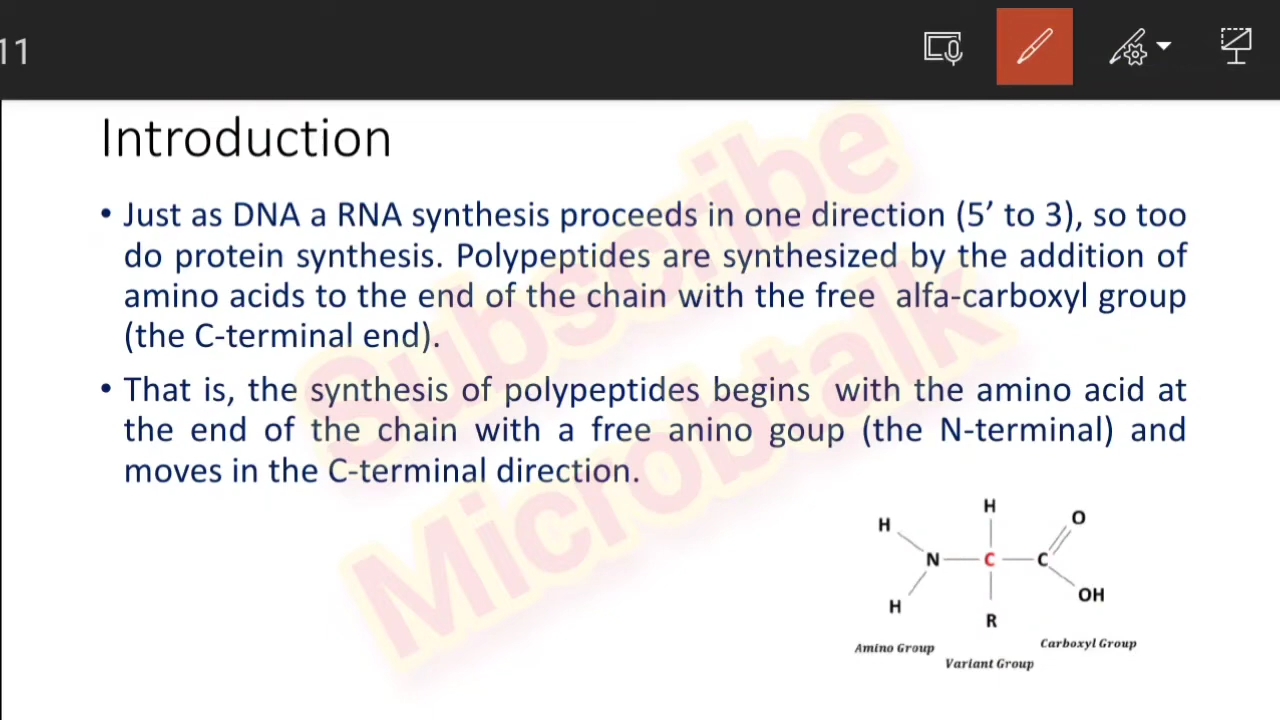 11
Introduction
• Just as DNA a RNA synthesis proceeds in one direction (5’ to 3), so too
do protein synthesis. Polypeptides are synthesized by the addition of
amino acids to the end of the chain with the free alfa-carboxyl group
(the C-terminal end).
• That is, the synthesis of polypeptides begins with the amino acid at
the end of the chain with a free anino goup (the N-terminal) and
moves in the C-terminal direction.
Subscribe
Microbtalk
H
H
O
N
C
C
H
R
OH
Amino Group
Carboxyl Group
Variant Group